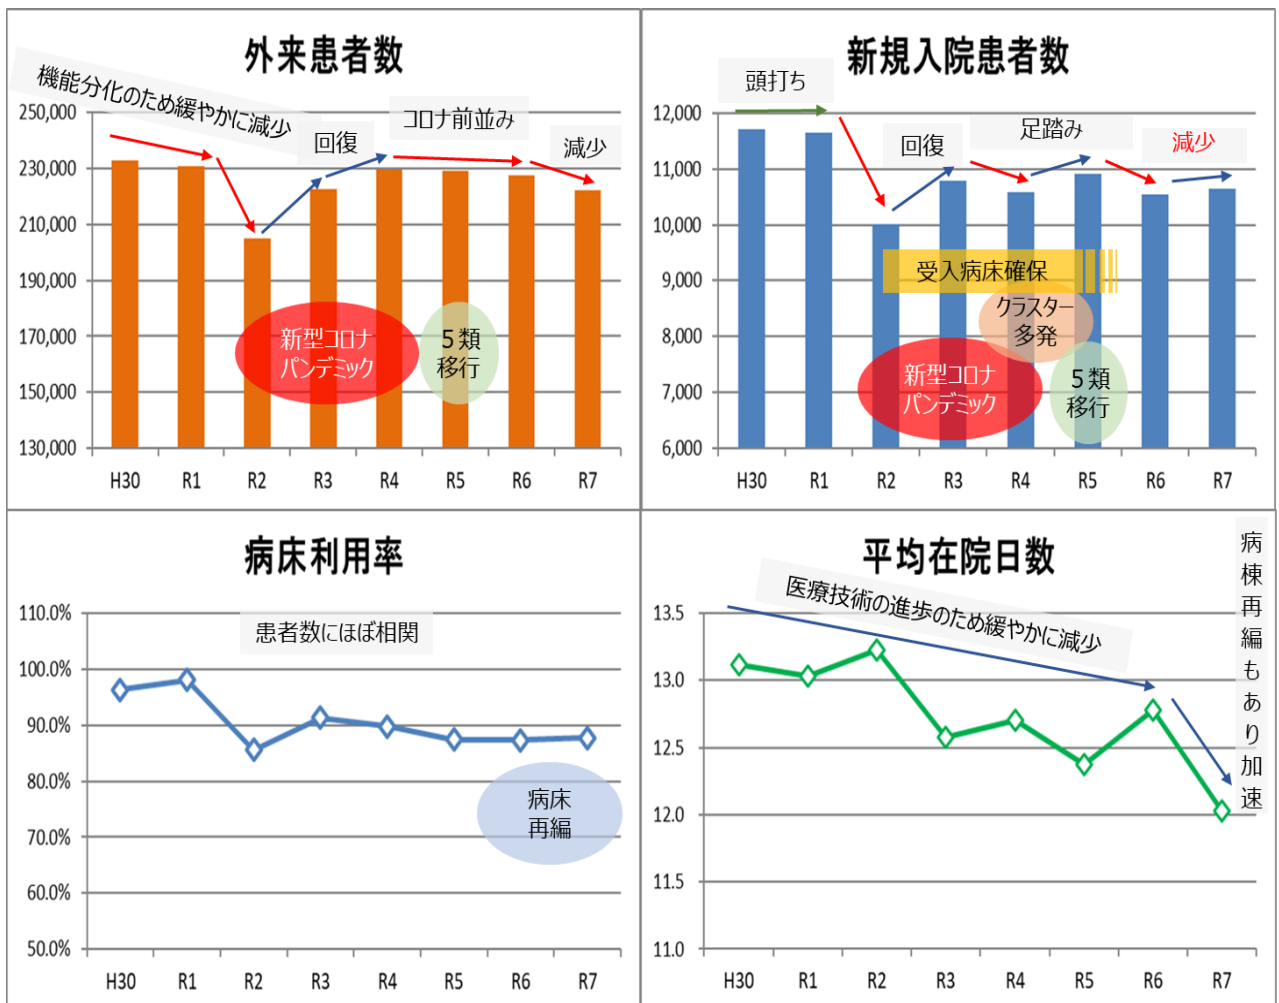 外来患者数
機能分化のため緩やかに減少
回復
コロナ前並み
減少
250,000
230,000
210,000
190,000
170,000
150,000
130,000
新型コロナ
パンデミック
5類
移行
H30 R1 R2 R3 R4 R5 R6 R7
新規入院患者数
頭打ち
回復
足踏み
減少
12,000
11,000
10,000
9,000
8,000
7,000
6,000
受入病床確保
クラスター
多発
新型コロナ
パンデミック
5類
移行
H30 R1 R2 R3 R4 R5 R6 R7
病床利用率
患者数にほぼ相関
110.0%
100.0%
90.0%
80.0%
70.0%
60.0%
50.0%
病床
再編
H30 R1 R2 R3 R4 R5 R6 R7
平均在院日数
医療技術の進歩のため緩やかに減少
病棟再編もあり加速
13.5
13.0
12.5
12.0
11.5
11.0
H30 R1 R2 R3 R4 R5 R6 R7